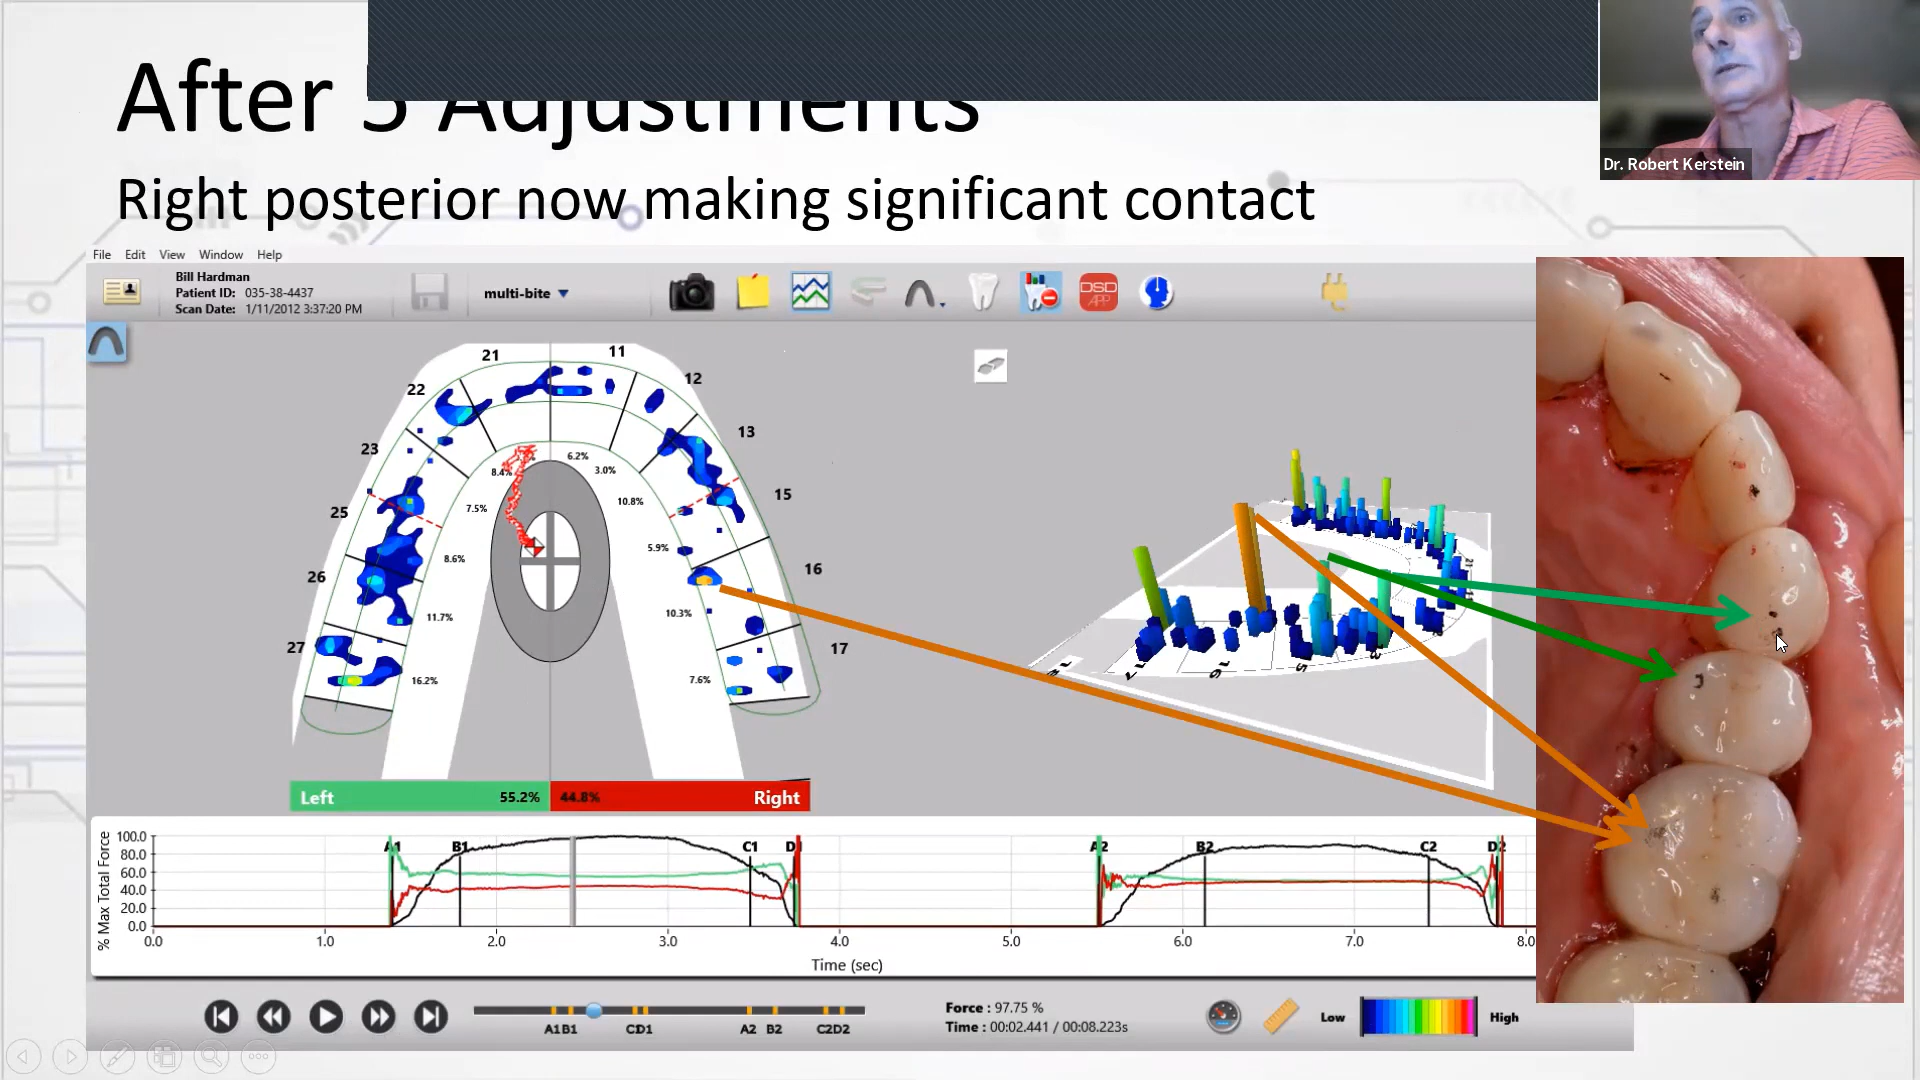 After 5 Adjustments
Dr. Robert Kerstein
Right posterior now making significant contact
File Edit View Window Help
Bill Hardman
Patient ID: 035-38-4437
Scan Date: 1/11/2012 3:37:20 PM
multi-bite
DSD
APP
21 11
22 12
23 13
25 15
26 16
27 17
8.4% 6.2%
3.0%
7.5% 10.8%
8.6% 5.9%
11.7% 10.3%
16.2% 7.6%
Left 55.2% 44.8% Right
% Max Total Force
100.0
80.0
60.0
40.0
20.0
0.0
A1 B1 C1 D1 A2 B2 C2 D2
0.0 1.0 2.0 3.0 4.0 5.0 6.0 7.0 8.0
Time (sec)
A1 B1 C1 D1 A2 B2 C2 D2
Force : 97.75 %
Time : 00:02.441 / 00:08.223s
Low High